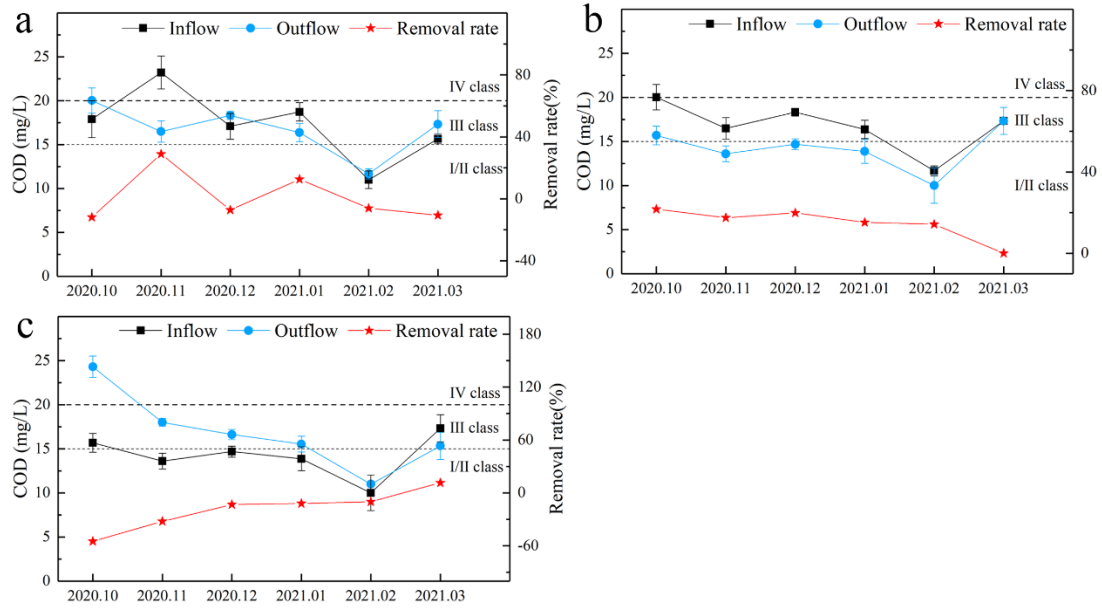 a
Inflow Outflow Removal rate
COD (mg/L)
25
20
15
10
5
0
IV class
III class
I/II class
80
40
0
-40
Removal rate(%)
2020.10 2020.11 2020.12 2021.01 2021.02 2021.03
b
Inflow Outflow Removal rate
COD (mg/L)
30
25
20
15
10
5
0
IV class
III class
I/II class
80
40
0
Removal rate(%)
2020.10 2020.11 2020.12 2021.01 2021.02 2021.03
c
Inflow Outflow Removal rate
COD (mg/L)
25
20
15
10
5
0
IV class
III class
I/II class
180
120
60
0
-60
Removal rate(%)
2020.10 2020.11 2020.12 2021.01 2021.02 2021.03